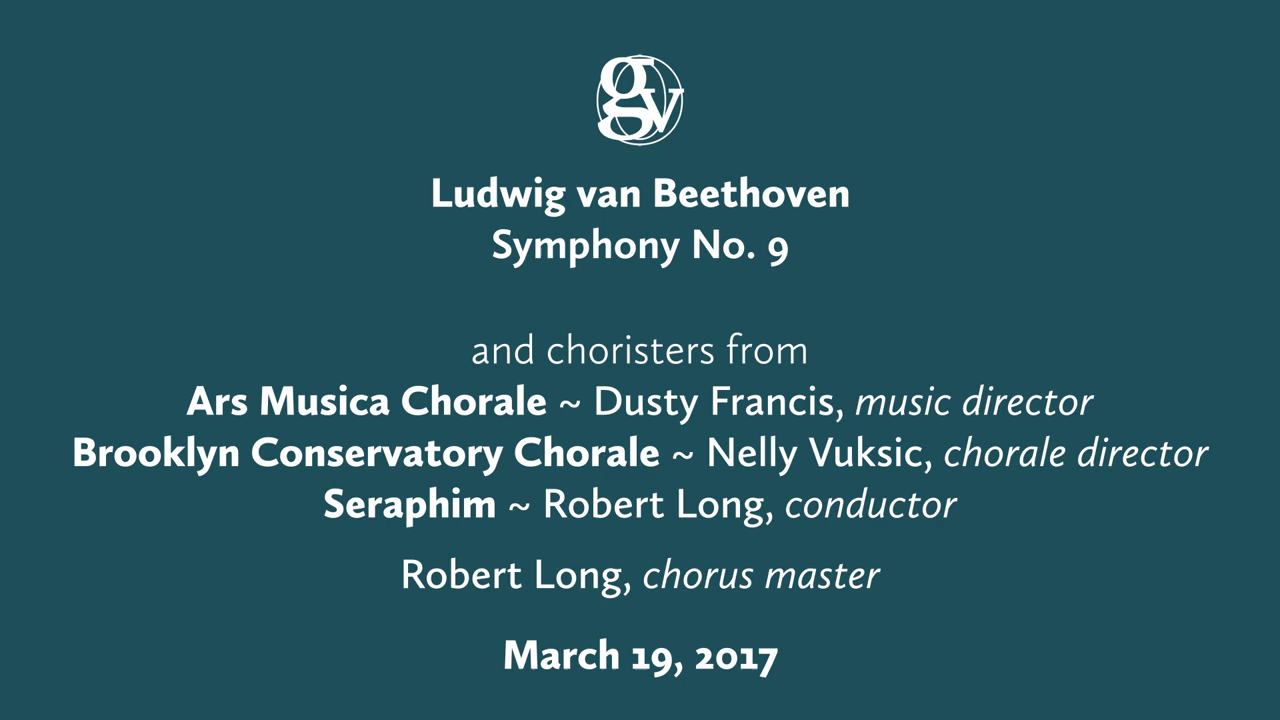 gv
Ludwig van Beethoven
Symphony No. 9
and choristers from
Ars Musica Chorale ~ Dusty Francis, music director
Brooklyn Conservatory Chorale ~ Nelly Vuksic, chorale director
Seraphim ~ Robert Long, conductor
Robert Long, chorus master
March 19, 2017